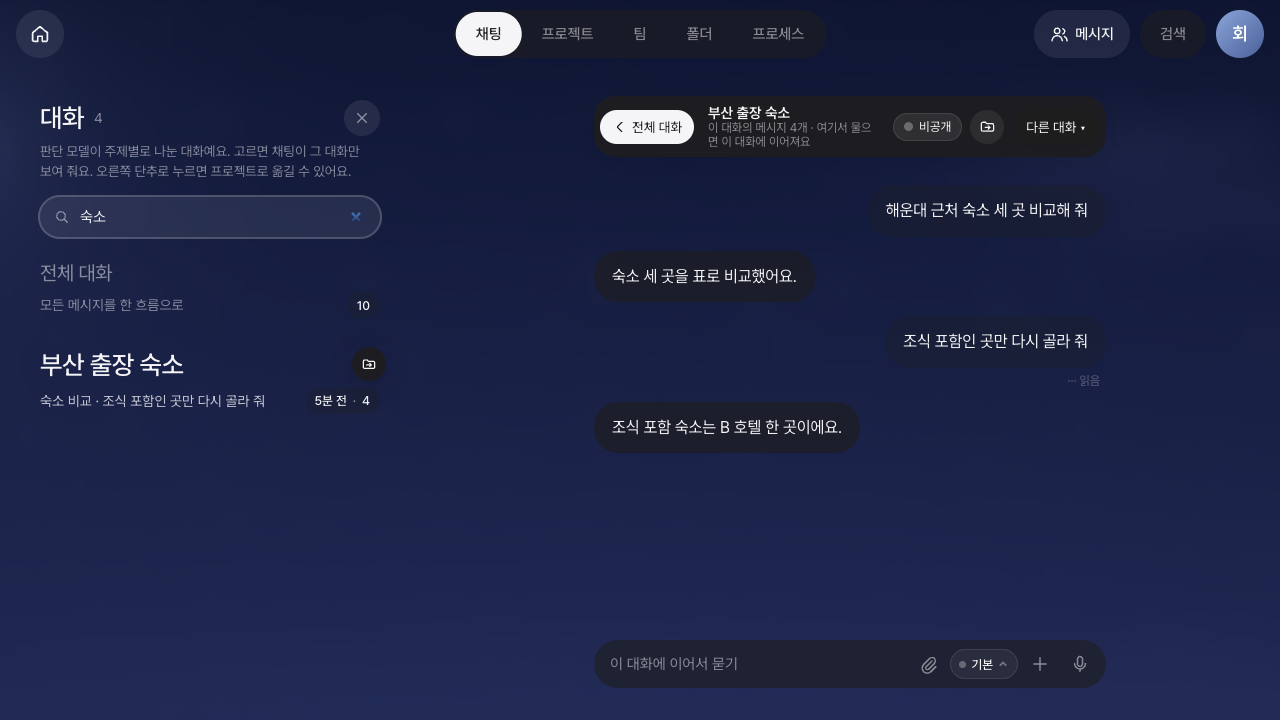 채팅
프로젝트
팀
폴더
프로세스
메시지
검색
회
대화 4
판단 모델이 주제별로 나눈 대화예요. 고르면 채팅이 그 대화만
보여 줘요. 오른쪽 단추로 누르면 프로젝트로 옮길 수 있어요.
숙소
전체 대화
모든 메시지를 한 흐름으로
10
부산 출장 숙소
숙소 비교 · 조식 포함인 곳만 다시 골라 줘
5분 전 · 4
전체 대화
부산 출장 숙소
이 대화의 메시지 4개 · 여기서 물으
면 이 대화에 이어져요
비공개
다른 대화
해운대 근처 숙소 세 곳 비교해 줘
숙소 세 곳을 표로 비교했어요.
조식 포함인 곳만 다시 골라 줘
··· 읽음
조식 포함 숙소는 B 호텔 한 곳이에요.
이 대화에 이어서 묻기
기본